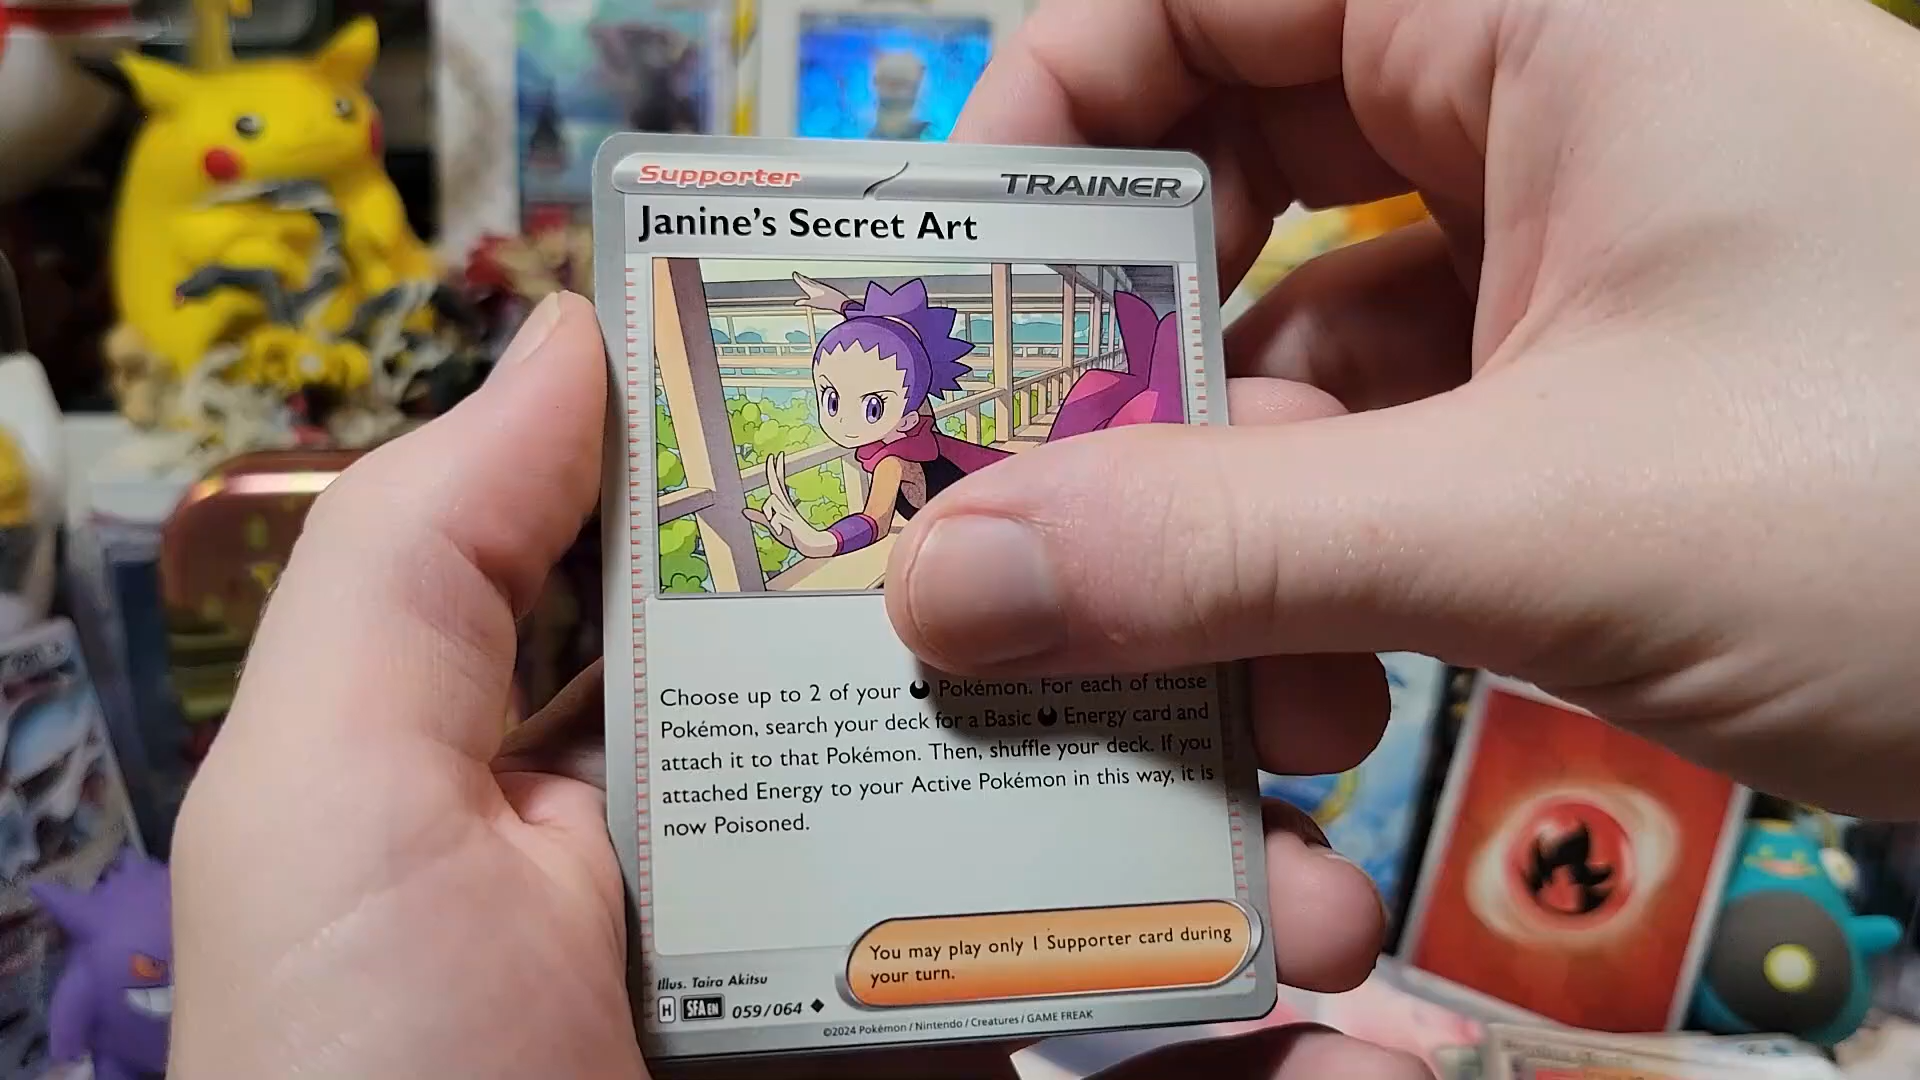 Supporter
TRAINER
Janine's Secret Art
Choose up to 2 of your Pokémon. For each of those
Pokémon, search your deck for a Basic Energy card and
attach it to that Pokémon. Then, shuffle your deck. If you
attached Energy to your Active Pokémon in this way, it is
now Poisoned.
You may play only 1 Supporter card during
your turn.
Illus. Taira Akitsu
H SFA EN 059/064
©2024 Pokémon / Nintendo / Creatures / GAME FREAK